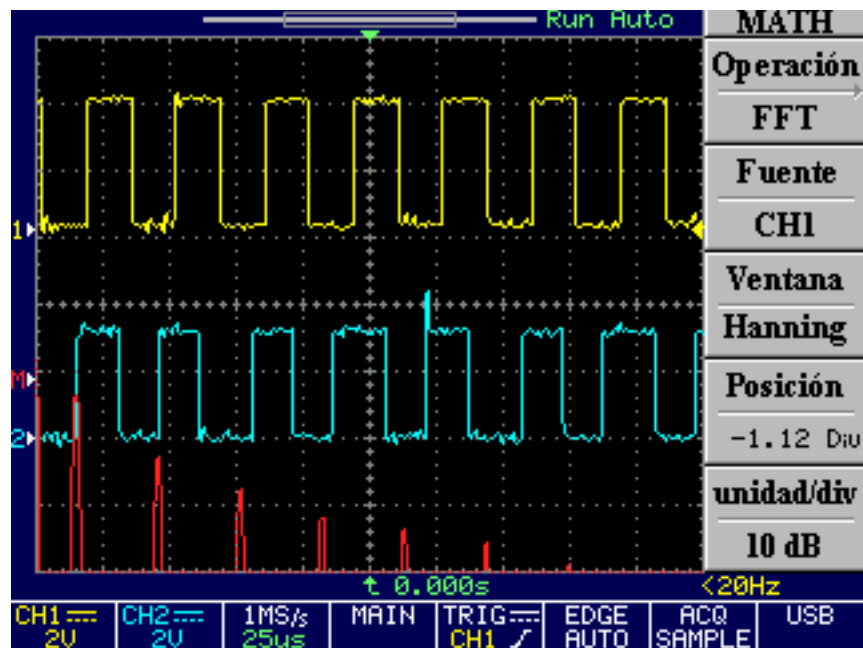 Run Auto
MATH
Operación
FFT
Fuente
CH1
Ventana
Hanning
Posición
-1.12 Div
unidad/div
10 dB
1
M
2
0.000s
<20Hz
CH1
2V
CH2
2V
1MS/s
25us
MAIN
TRIG
CH1
EDGE
AUTO
ACQ
SAMPLE
USB